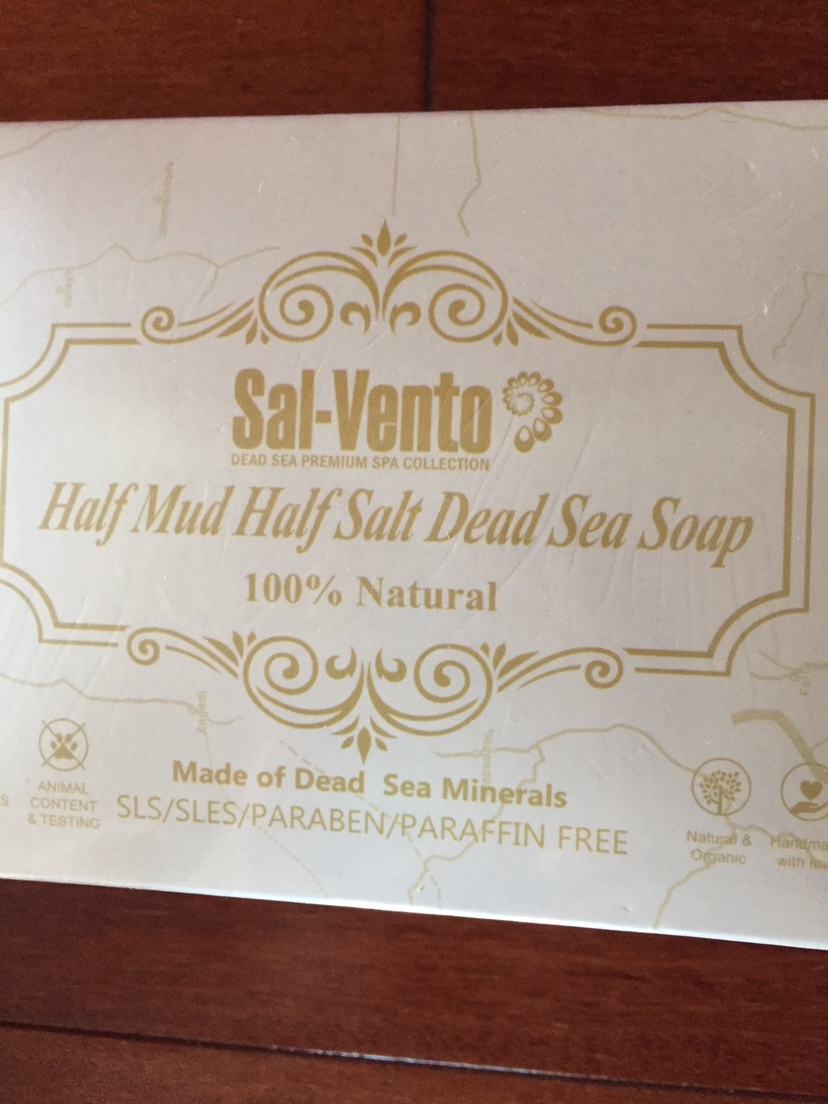 Sal-Vento
DEAD SEA PREMIUM SPA COLLECTION
Half Mud Half Salt Dead Sea Soap
100% Natural
Made of Dead Sea Minerals
SLS/SLES/PARABEN/PARAFFIN FREE
ANIMAL
CONTENT
& TESTING
Natural &
Organic
with